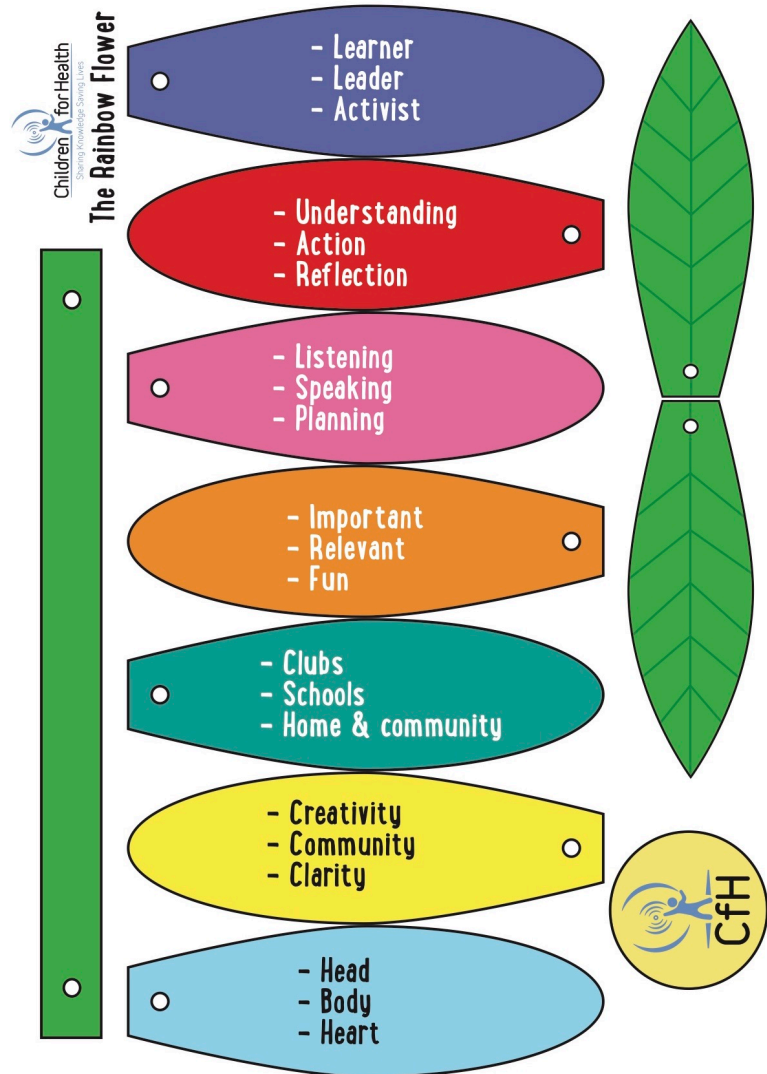 Children for Health
Sharing Knowledge Saving Lives
The Rainbow Flower
- Learner
- Leader
- Activist
- Understanding
- Action
- Reflection
- Listening
- Speaking
- Planning
- Important
- Relevant
- Fun
- Clubs
- Schools
- Home & community
- Creativity
- Community
- Clarity
- Head
- Body
- Heart
CfH